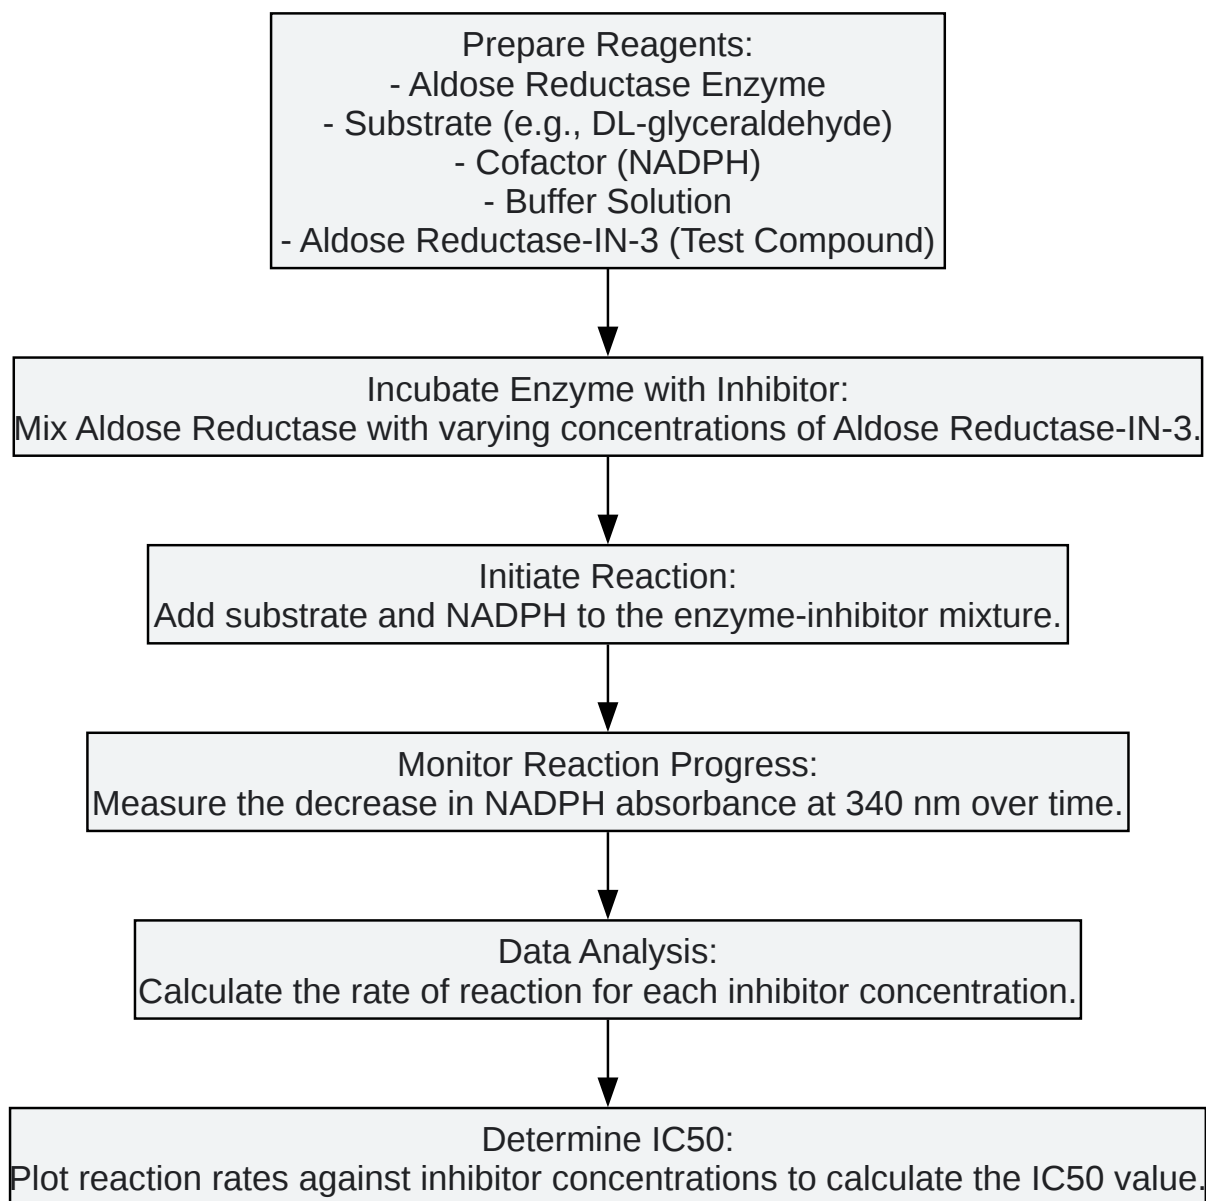 Prepare Reagents:
- Aldose Reductase Enzyme
- Substrate (e.g., DL-glyceraldehyde)
- Cofactor (NADPH)
- Buffer Solution
- Aldose Reductase-IN-3 (Test Compound)
Incubate Enzyme with Inhibitor:
Mix Aldose Reductase with varying concentrations of Aldose Reductase-IN-3.
Initiate Reaction:
Add substrate and NADPH to the enzyme-inhibitor mixture.
Monitor Reaction Progress:
Measure the decrease in NADPH absorbance at 340 nm over time.
Data Analysis:
Calculate the rate of reaction for each inhibitor concentration.
Determine IC50:
Plot reaction rates against inhibitor concentrations to calculate the IC50 value.